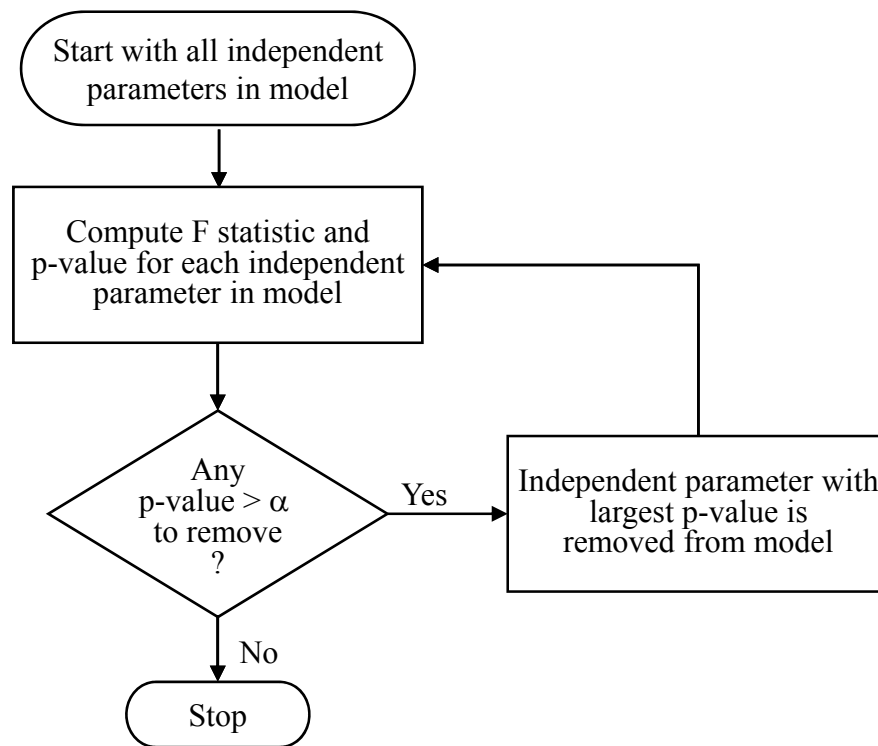 Start with all independent
parameters in model
Compute F statistic and
p-value for each independent
parameter in model
Any
p-value > α
to remove
?
Yes
Independent parameter with
largest p-value is
removed from model
No
Stop